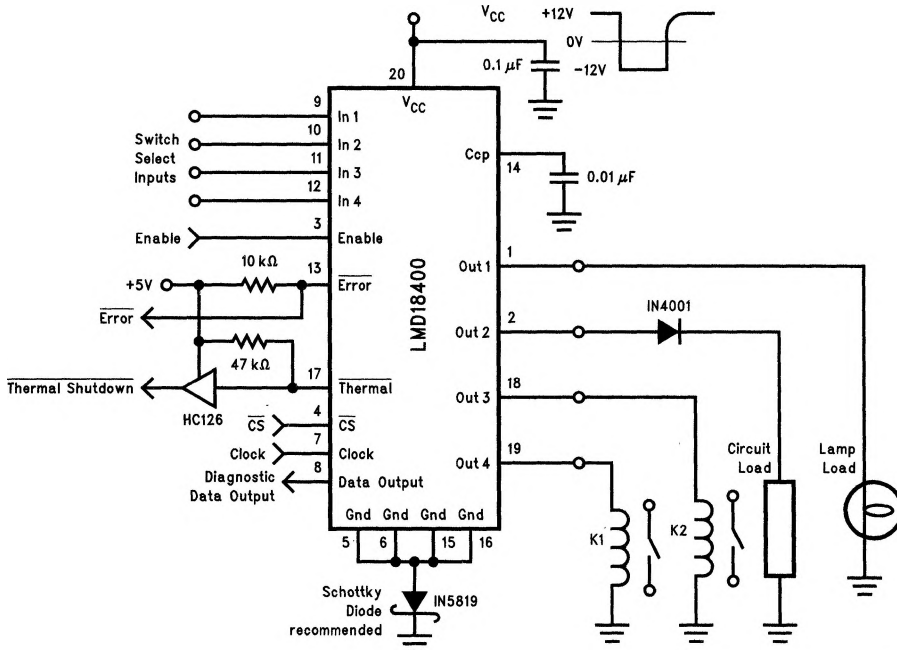 VCC
+12V
0V
-12V
0.1 μF
20
VCC
9
In 1
10
In 2
11
In 3
12
In 4
Switch
Select
Inputs
3
Enable
Enable
Ccp
14
0.01 μF
10 kΩ
13
+5V
Error
Error
47 kΩ
17
Thermal Shutdown
Thermal
HC126
4
CS
CS
7
Clock
Clock
8
Diagnostic
Data Output
Data Output
LMD18400
1
Out 1
2
Out 2
IN4001
18
Out 3
19
Out 4
Circuit
Load
Lamp
Load
K1
K2
Gnd Gnd Gnd Gnd
5 6 15 16
Schottky
Diode
recommended
IN5819